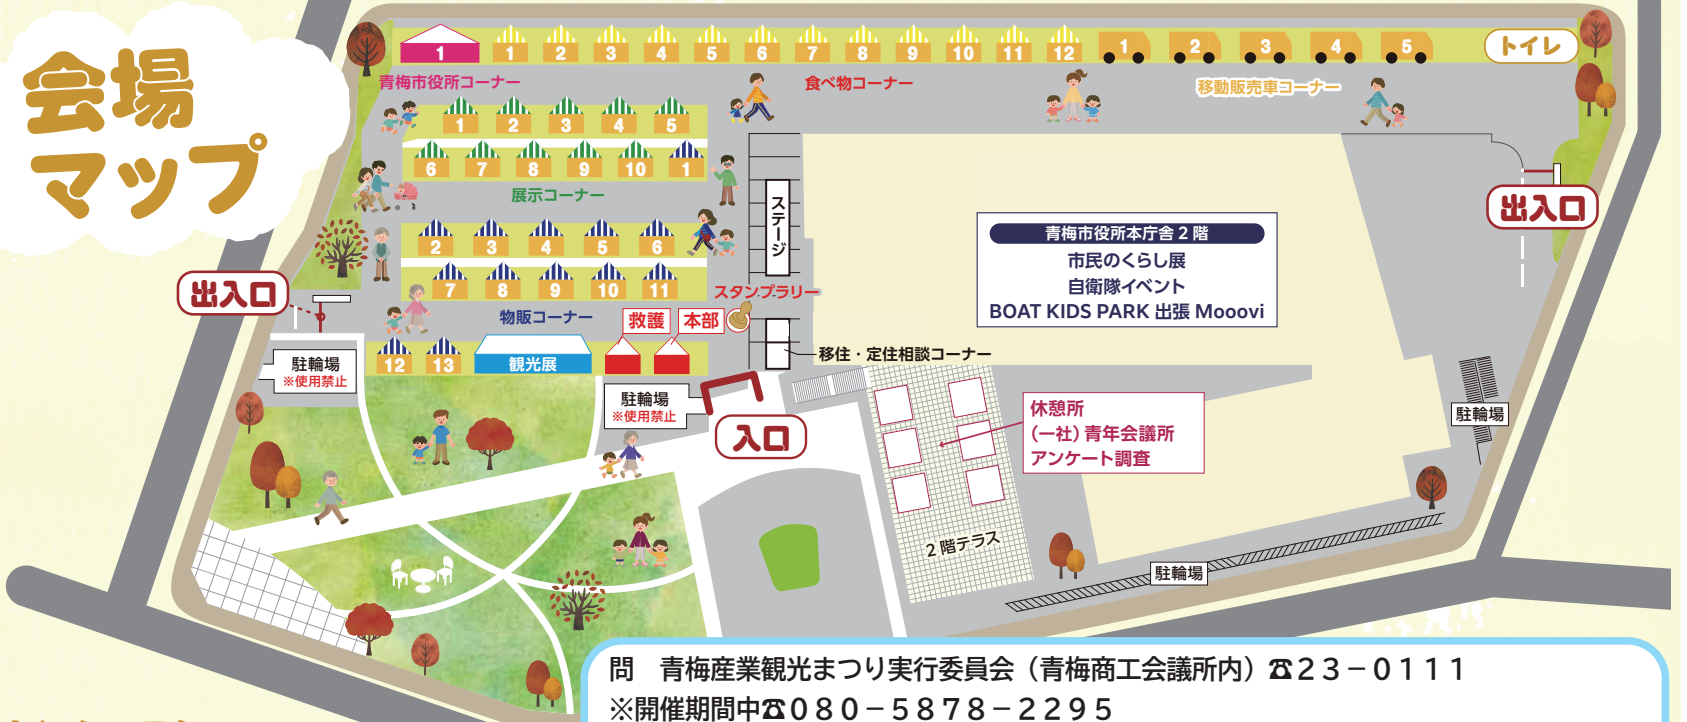 会場
マップ
1
1 2 3 4 5 6 7 8 9 10 11 12
1 2 3 4 5
トイレ
青梅市役所コーナー
食べ物コーナー
移動販売車コーナー
1 2 3 4 5
6 7 8 9 10 1
展示コーナー
ステージ
出入口
2 3 4 5 6
7 8 9 10 11
青梅市役所本庁舎2階
市民のくらし展
自衛隊イベント
BOAT KIDS PARK 出張 Mooovi
出入口
スタンプラリー
物販コーナー
救護
本部
12 13
観光展
移住・定住相談コーナー
駐輪場
※使用禁止
駐輪場
※使用禁止
入口
休憩所
(一社)青年会議所
アンケート調査
駐輪場
2階テラス
駐輪場
問　青梅産業観光まつり実行委員会（青梅商工会議所内）☎23−0111
※開催期間中☎080−5878−2295